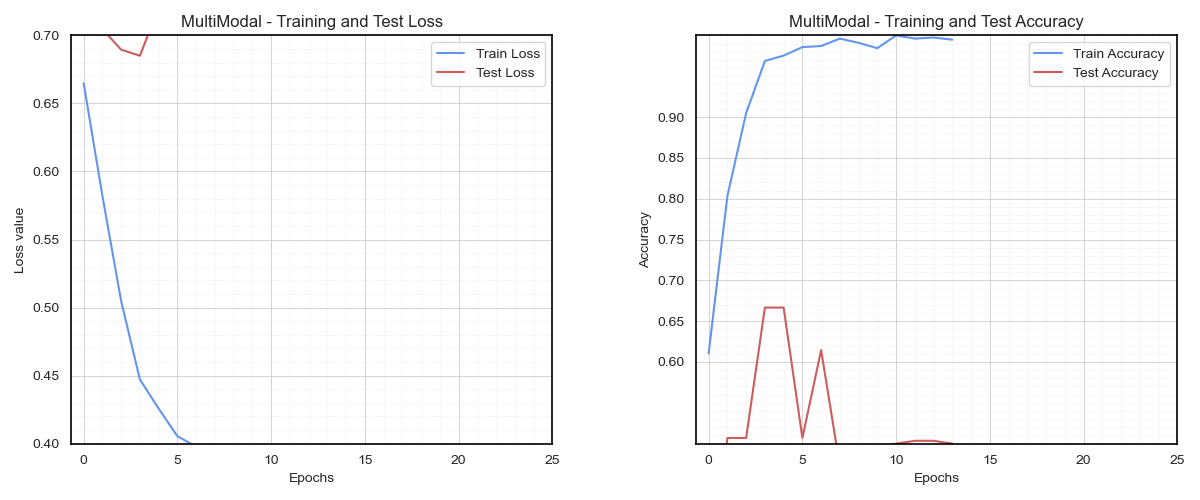 MultiModal - Training and Test Loss
0.70
0.65
0.60
0.55
0.50
0.45
0.40
Loss value
0 5 10 15 20 25
Epochs
Train Loss
Test Loss
MultiModal - Training and Test Accuracy
0.90
0.85
0.80
0.75
0.70
0.65
0.60
Accuracy
0 5 10 15 20 25
Epochs
Train Accuracy
Test Accuracy